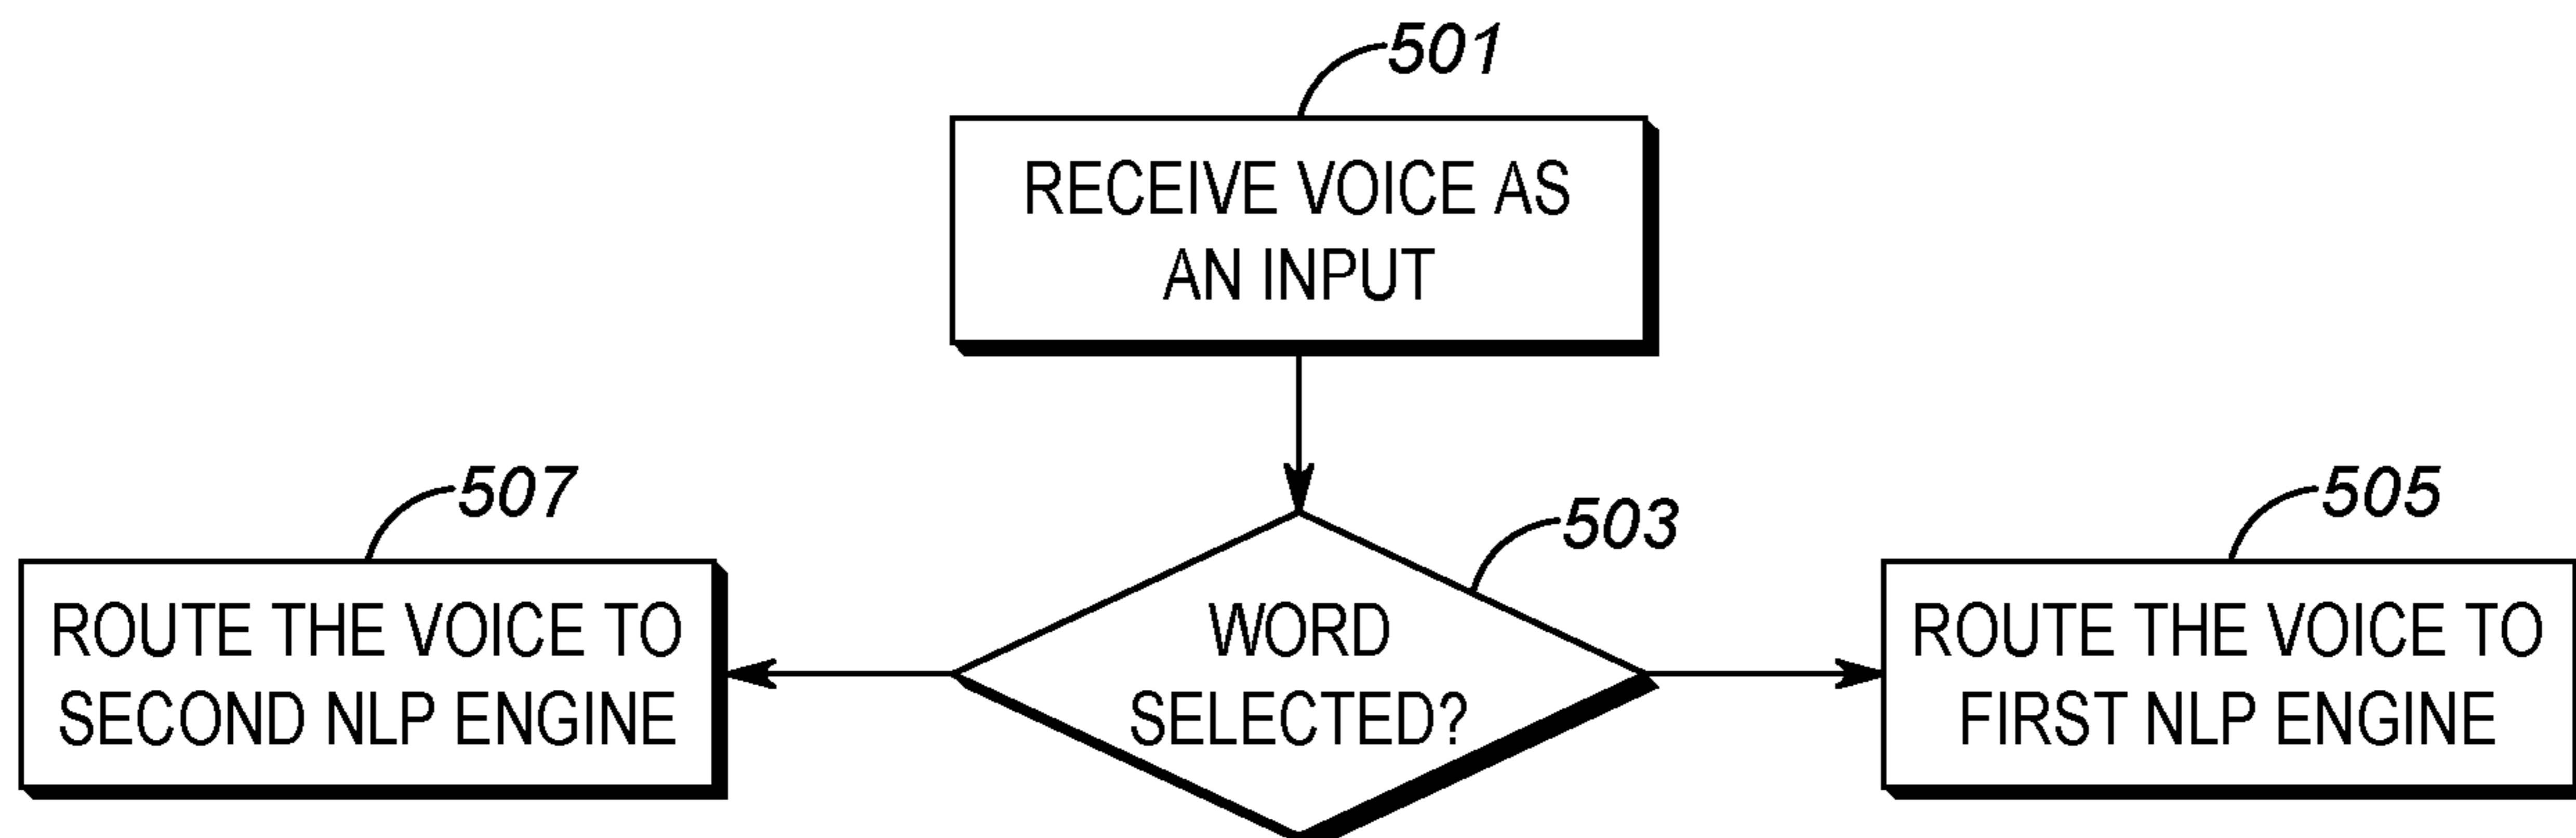 501
RECEIVE VOICE AS
AN INPUT
507
503
505
ROUTE THE VOICE TO
SECOND NLP ENGINE
WORD
SELECTED?
ROUTE THE VOICE TO
FIRST NLP ENGINE